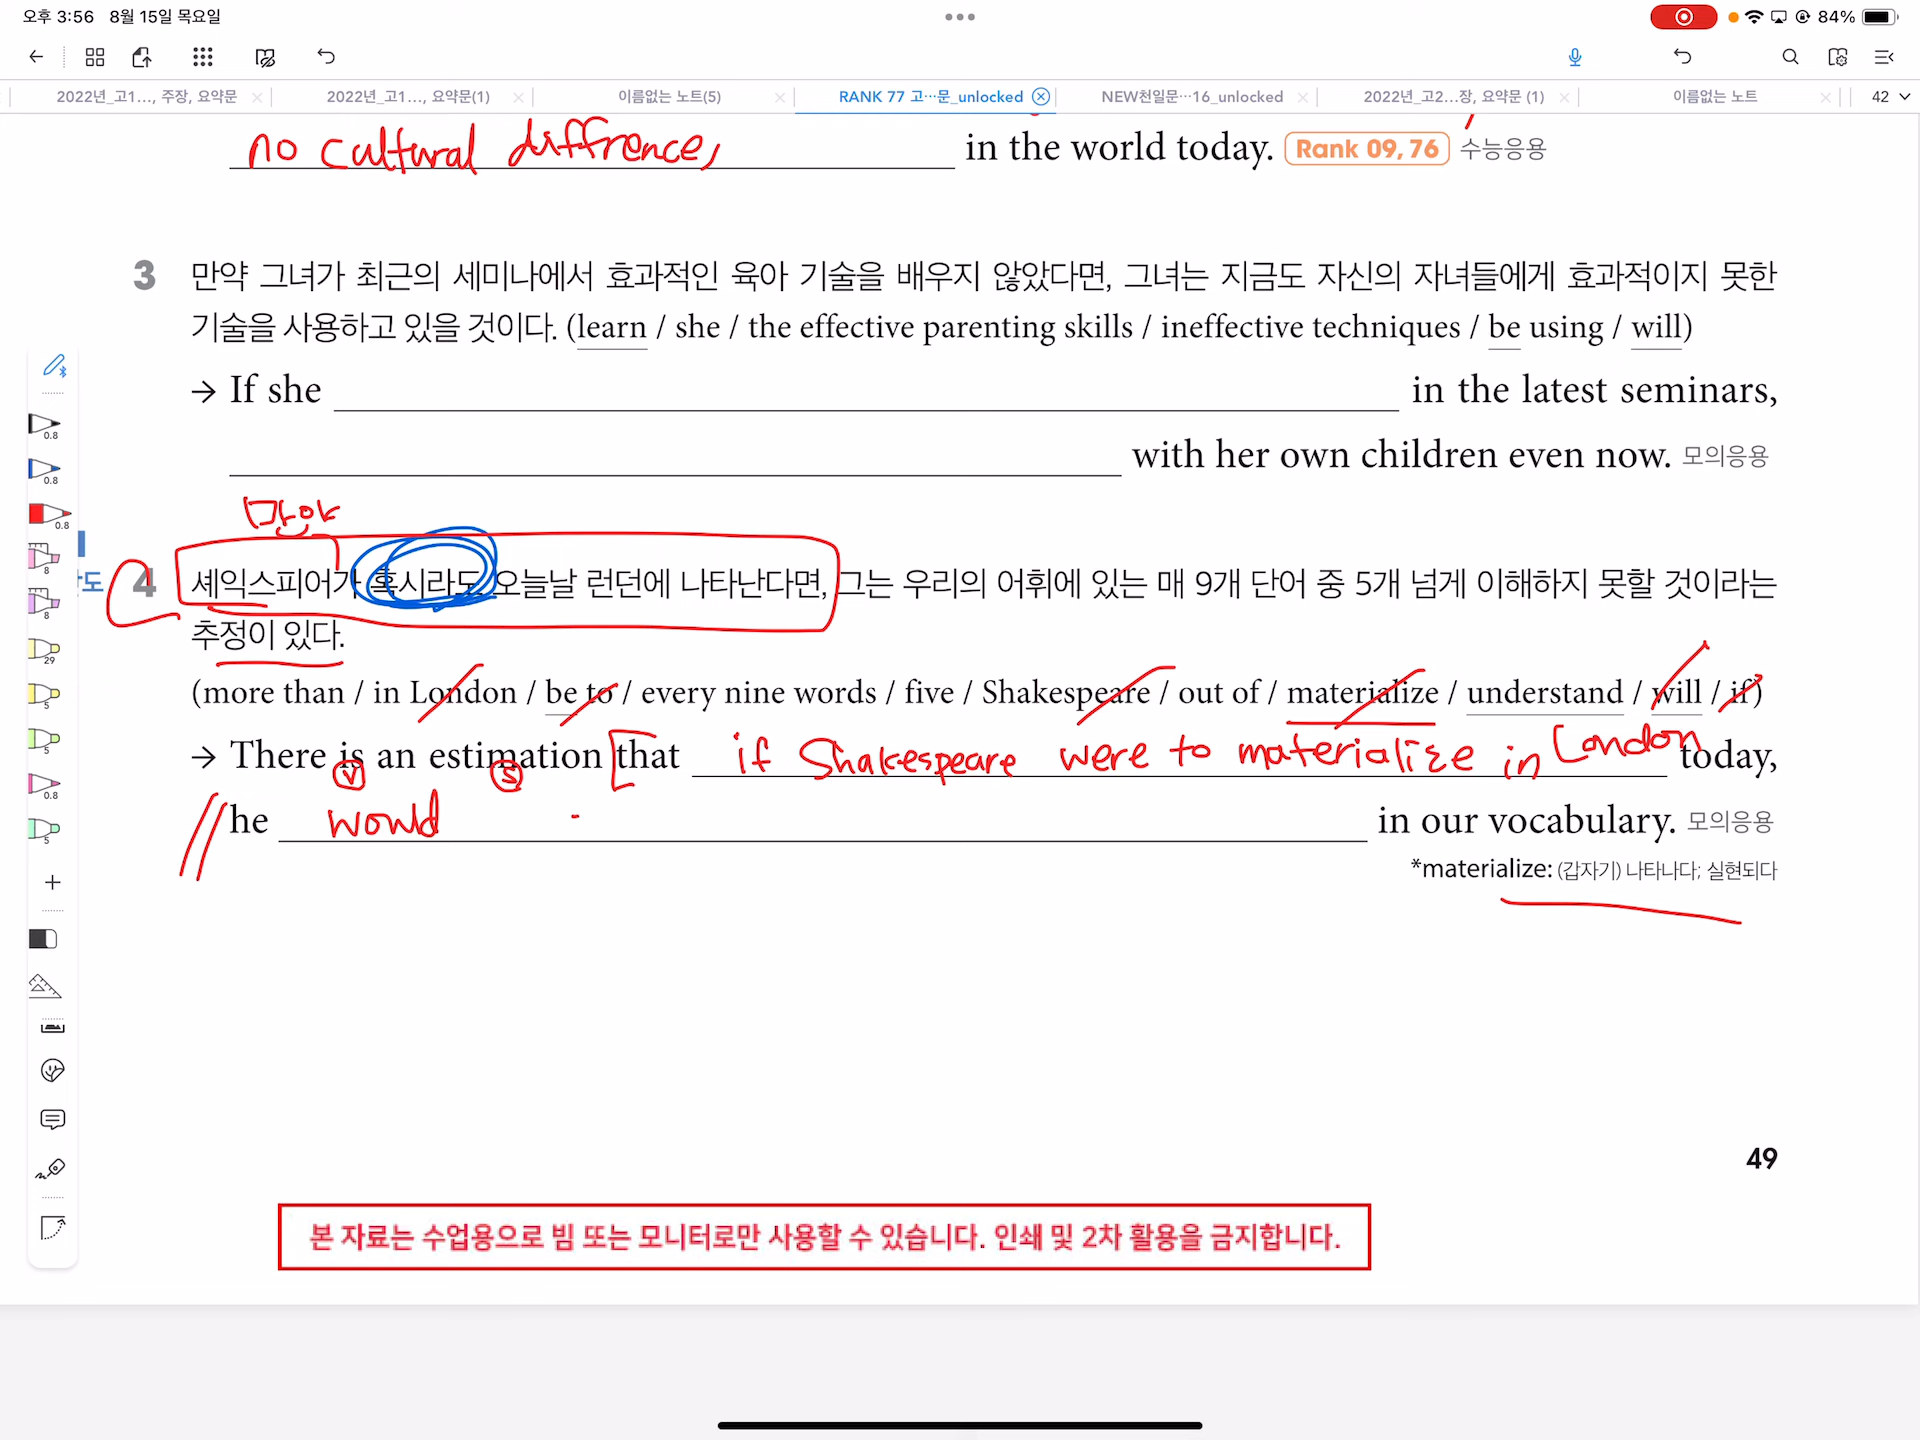 오후 3:56 8월 15일 목요일 84%
2022년_고1..., 주장, 요약문 2022년_고1..., 요약문(1) 이름없는 노트(5) RANK 77 고…문_unlocked NEW천일문…16_unlocked 2022년_고2...장, 요약문 (1) 이름없는 노트 42
no cultural diffrence, in the world today. Rank 09, 76 수능응용
3 만약 그녀가 최근의 세미나에서 효과적인 육아 기술을 배우지 않았다면, 그녀는 지금도 자신의 자녀들에게 효과적이지 못한
기술을 사용하고 있을 것이다. (learn / she / the effective parenting skills / ineffective techniques / be using / will)
→ If she in the latest seminars,
with her own children even now. 모의응용
만약
4 셰익스피어가 혹시라도 오늘날 런던에 나타난다면, 그는 우리의 어휘에 있는 매 9개 단어 중 5개 넘게 이해하지 못할 것이라는
추정이 있다.
(more than / in London / be to / every nine words / five / Shakespeare / out of / materialize / understand / will / if)
→ There is an estimation [that if Shakespeare were to materialize in London today,
V S
he would in our vocabulary. 모의응용
*materialize: (갑자기) 나타나다; 실현되다
49
본 자료는 수업용으로 빔 또는 모니터로만 사용할 수 있습니다. 인쇄 및 2차 활용을 금지합니다.
0.8
0.8
0.8
8
8
29
5
5
0.8
5